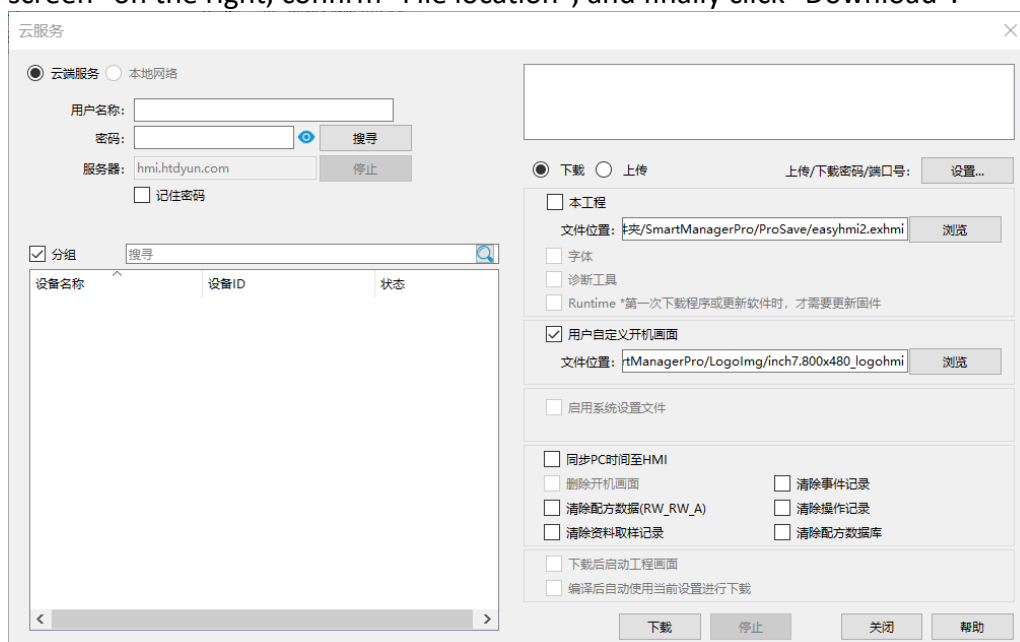 screen" on the right, confirm "File location", and finally click "Download".
云服务
云端服务 本地网络
用户名称:
密码: 搜寻
服务器: hmi.htdyun.com 停止
记住密码
分组 搜寻
设备名称 设备ID 状态
下载 上传 上传/下载密码/端口号: 设置...
本工程
文件位置: 夹/SmartManagerPro/ProSave/easyhmi2.exhmi 浏览
字体
诊断工具
Runtime *第一次下载程序或更新软件时，才需要更新固件
用户自定义开机画面
文件位置: rtManagerPro/LogoImg/inch7.800x480_logohmi 浏览
启用系统设置文件
同步PC时间至HMI
删除开机画面 清除事件记录
清除配方数据(RW_RW_A) 清除操作记录
清除资料取样记录 清除配方数据库
下载后启动工程画面
编译后自动使用当前设置进行下载
下载 停止 关闭 帮助